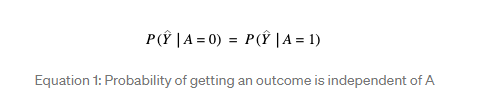 P(Ŷ | A = 0) = P(Ŷ | A = 1)
Equation 1: Probability of getting an outcome is independent of A